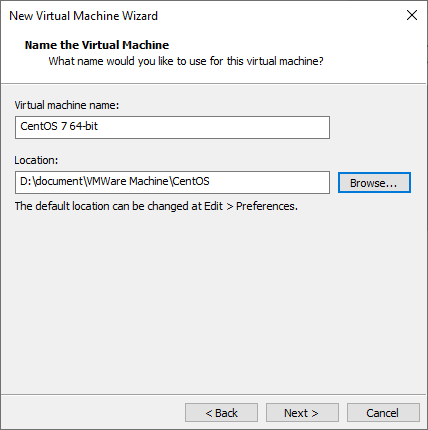 New Virtual Machine Wizard
Name the Virtual Machine
What name would you like to use for this virtual machine?
Virtual machine name:
CentOS 7 64-bit
Location:
D:\document\VMWare Machine\CentOS
Browse...
The default location can be changed at Edit > Preferences.
< Back
Next >
Cancel